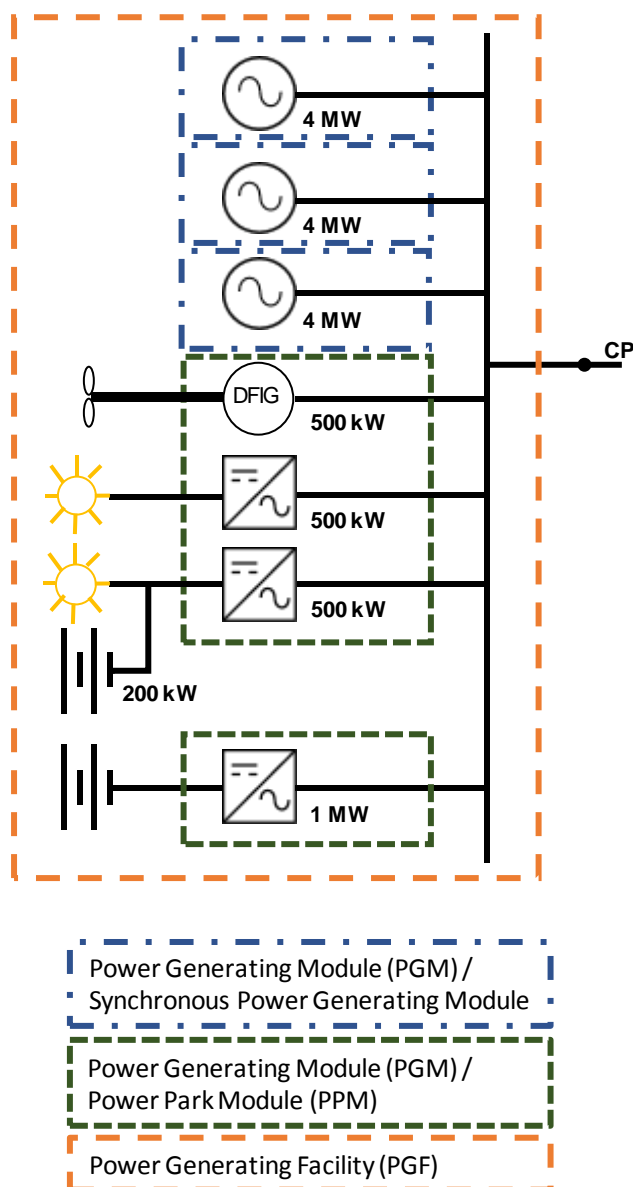 4 MW
4 MW
4 MW
CP
DFIG
500 kW
500 kW
500 kW
200 kW
1 MW
Power Generating Module (PGM) /
Synchronous Power Generating Module
Power Generating Module (PGM) /
Power Park Module (PPM)
Power Generating Facility (PGF)